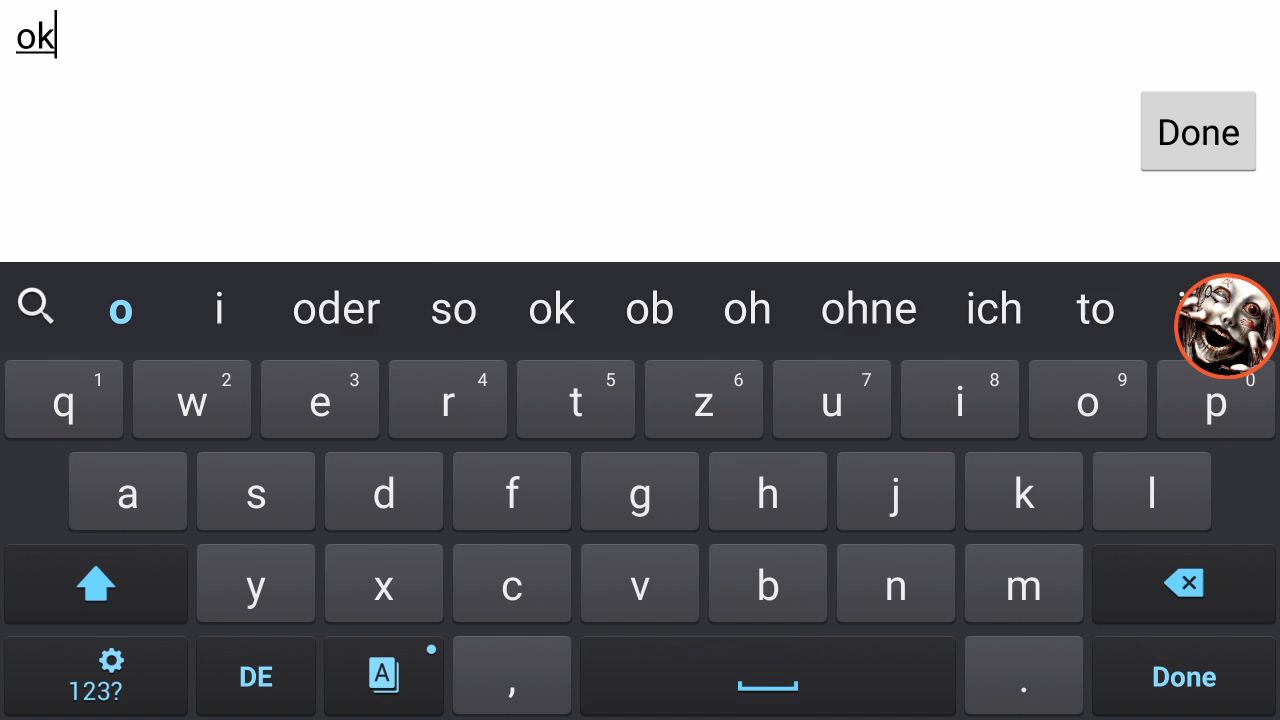 ok
Done
o i oder so ok ob oh ohne ich to
q 1 w 2 e 3 r 4 t 5 z 6 u 7 i 8 o 9 p 0
a s d f g h j k l
y x c v b n m
123? DE A , . Done